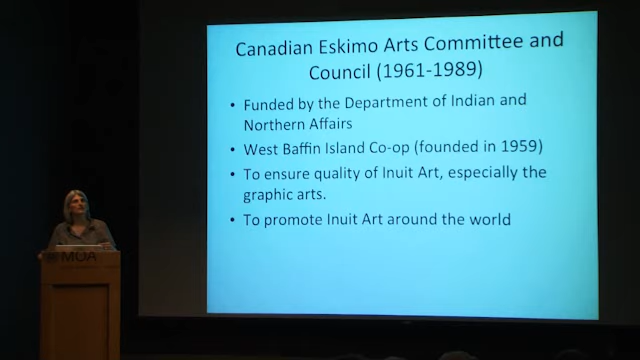 Canadian Eskimo Arts Committee and
Council (1961-1989)
• Funded by the Department of Indian and
Northern Affairs
• West Baffin Island Co-op (founded in 1959)
• To ensure quality of Inuit Art, especially the
graphic arts.
• To promote Inuit Art around the world
MOA